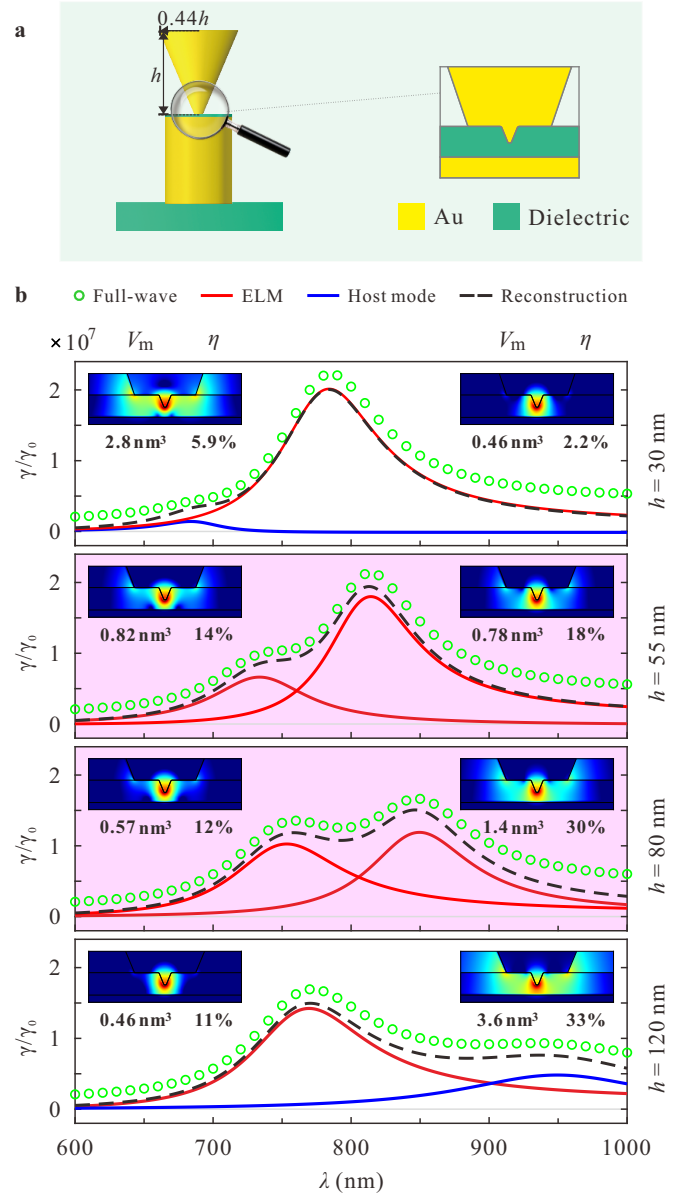 a
0.44h
h
Au Dielectric
b
Full-wave ELM Host mode Reconstruction
× 10⁷ Vm η Vm η
2.8 nm³ 5.9% 0.46 nm³ 2.2%
2
1
0
γ/γ₀
h = 30 nm
0.82 nm³ 14% 0.78 nm³ 18%
2
1
0
γ/γ₀
h = 55 nm
0.57 nm³ 12% 1.4 nm³ 30%
2
1
0
γ/γ₀
h = 80 nm
0.46 nm³ 11% 3.6 nm³ 33%
2
1
0
γ/γ₀
h = 120 nm
600 700 800 900 1000
λ (nm)